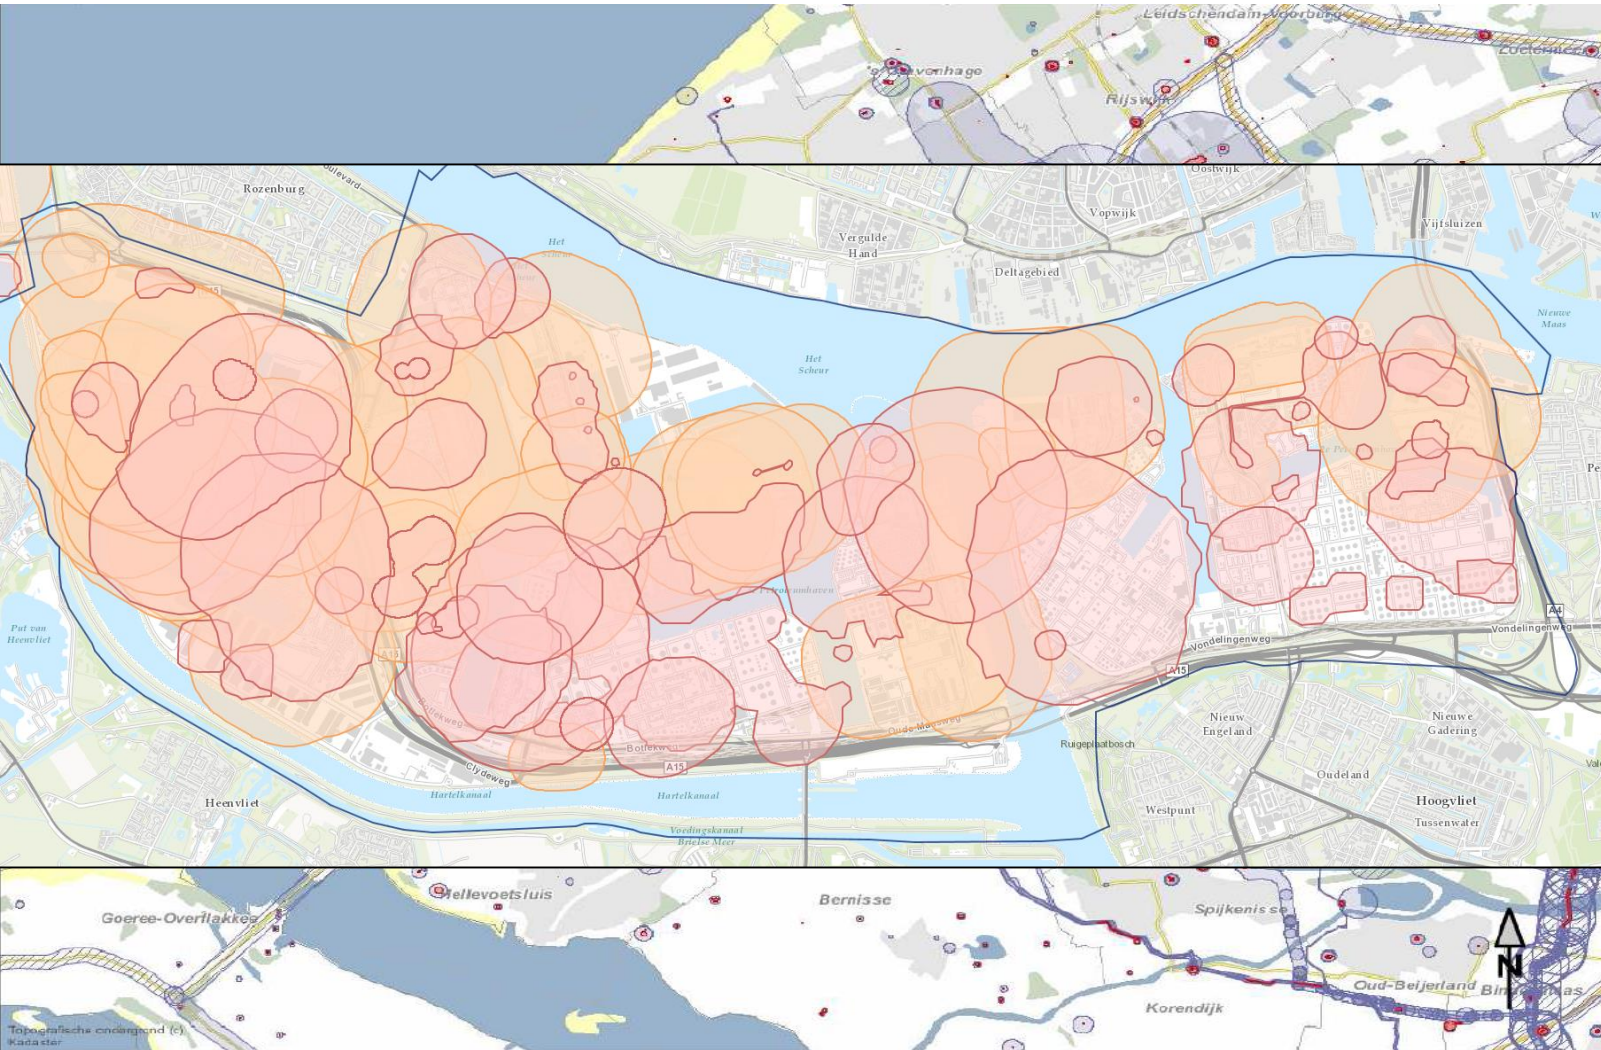 Leidschendam-Voorburg
Zoetermeer
's-Gravenhage
Rijswijk
Rozenburg
oulevard
Oostwijk
Vopwijk
Vijfsluizen
Vergulde
Hand
Het
Scheur
Deltagebied
A15
Nieuwe
Maas
Het
Scheur
Petroleumhaven
Put van
Heenvliet
A4
Vondelingenweg
Vondelingenweg
A15
A15
Botlekweg
Nieuw
Engeland
Nieuwe
Gadering
Oude Maasweg
Ruigeplaatbosch
Botlekweg
A15
Clydeweg
Oudeland
Hartelkanaal
Hartelkanaal
Heenvliet
Westpunt
Hoogvliet
Tussenwater
Voedingskanaal
Brielse Meer
Hellevoetsluis
Bernisse
Goeree-Overflakkee
Spijkenisse
N
Oud-Beijerland
Binnenmaas
Korendijk
Topografische ondergrond (c)
Kadaster